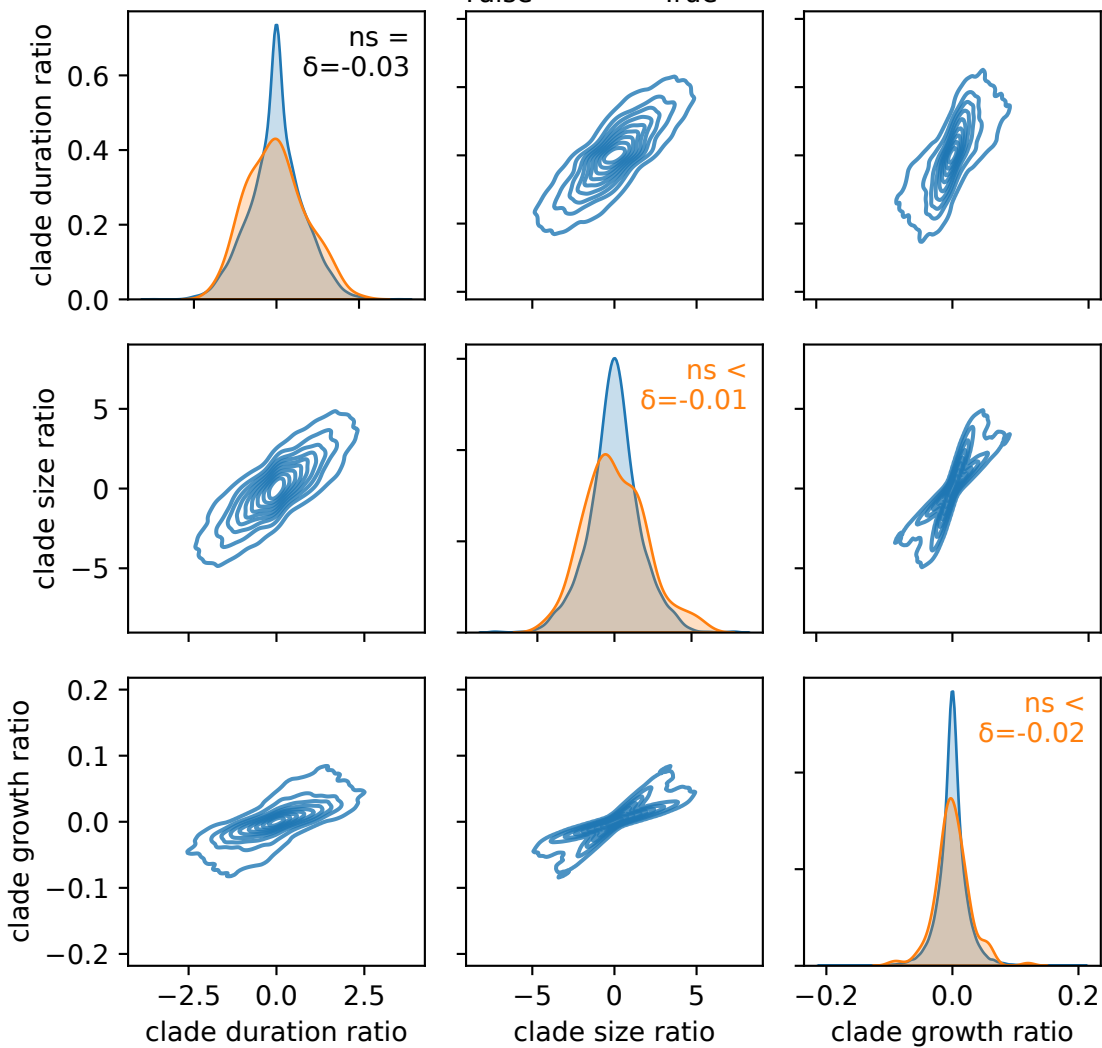 clade duration ratio
0.6
0.4
0.2
0.0
ns =
δ=-0.03
clade size ratio
5
0
−5
ns <
δ=-0.01
clade growth ratio
0.2
0.1
0.0
−0.1
−0.2
ns <
δ=-0.02
−2.5 0.0 2.5
−5 0 5
−0.2 0.0 0.2
clade duration ratio
clade size ratio
clade growth ratio